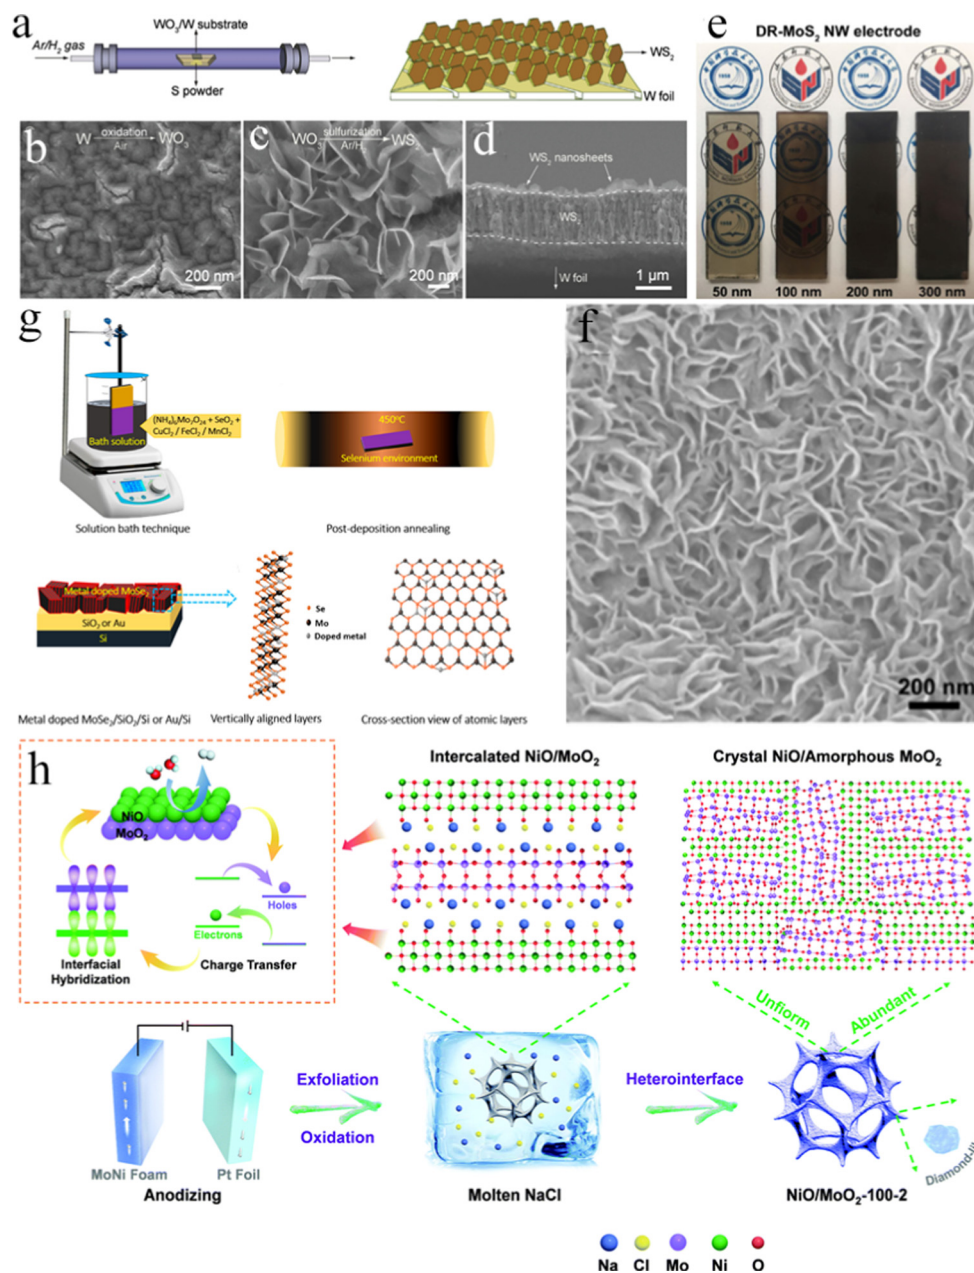 a
WO₃/W substrate
Ar/H₂ gas
S powder
WS₂
W foil
b
W oxidation WO₃
Air
200 nm
c
WO₃ sulfurization WS
Ar/H
200 nm
d
WS₂ nanosheets
WS
W foil
1 μm
e
DR-MoS₂ NW electrode
1958
50 nm
100 nm
200 nm
300 nm
g
(NH₄)₆Mo₇O₂₄ + SeO₂ +
CuCl₂ / FeCl₂ / MnCl₂
Bath solution
Solution bath technique
450°C
Selenium environment
Post-deposition annealing
Metal doped MoSe₂
SiO₂ or Au
Si
Metal doped MoSe₂/SiO₂/Si or Au/Si
Se
Mo
Doped metal
Vertically aligned layers
Cross-section view of atomic layers
f
200 nm
h
NiO
MoO₂
Holes
Electrons
Interfacial
Hybridization
Charge Transfer
Intercalated NiO/MoO₂
Crystal NiO/Amorphous MoO₂
Unfiorm
Abundant
MoNi Foam
Pt Foil
Anodizing
Exfoliation
Oxidation
Molten NaCl
Heterointerface
NiO/MoO₂-100-2
Na
Cl
Mo
Ni
O